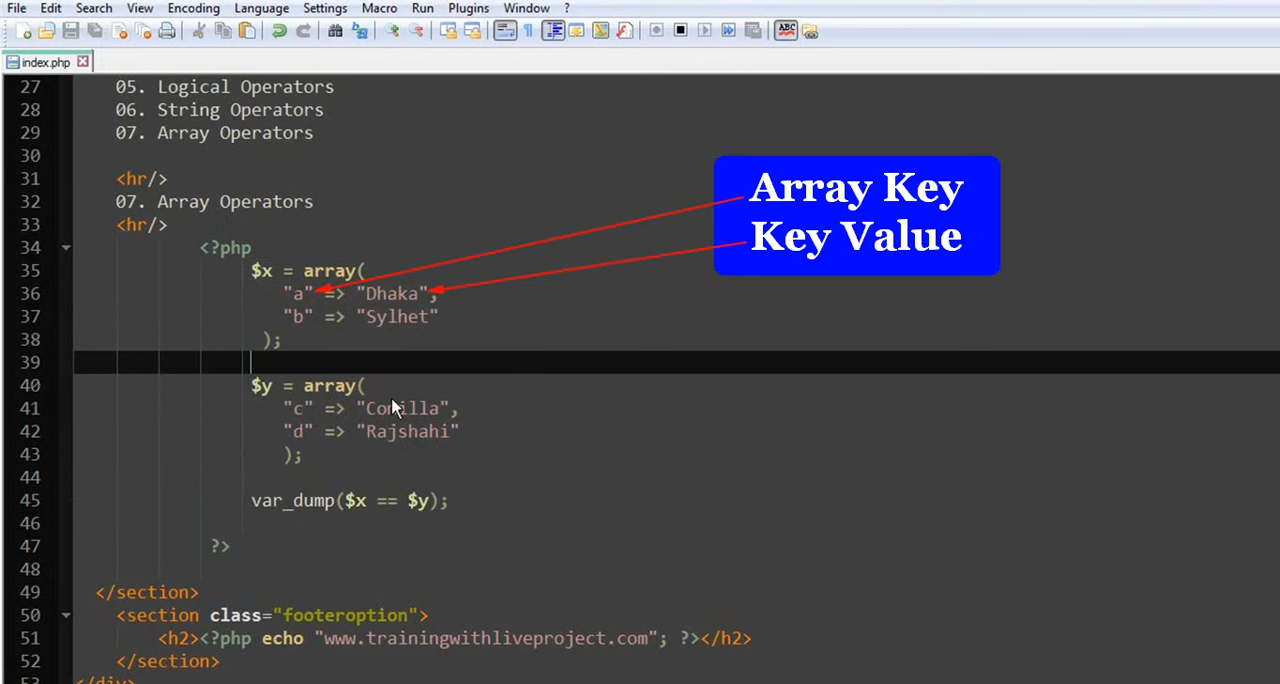 File Edit Search View Encoding Language Settings Macro Run Plugins Window ?
ABC
index.php
27 05. Logical Operators
28 06. String Operators
29 07. Array Operators
30
31 <hr/>
32 07. Array Operators
33 <hr/>
34 <?php
35 $x = array(
36 "a" => "Dhaka",
37 "b" => "Sylhet"
38 );
39
40 $y = array(
41 "c" => "Comilla",
42 "d" => "Rajshahi"
43 );
44
45 var_dump($x == $y);
46
47 ?>
48
49 </section>
50 <section class="footeroption">
51 <h2><?php echo "www.trainingwithliveproject.com"; ?></h2>
52 </section>
53 </div>
Array Key
Key Value